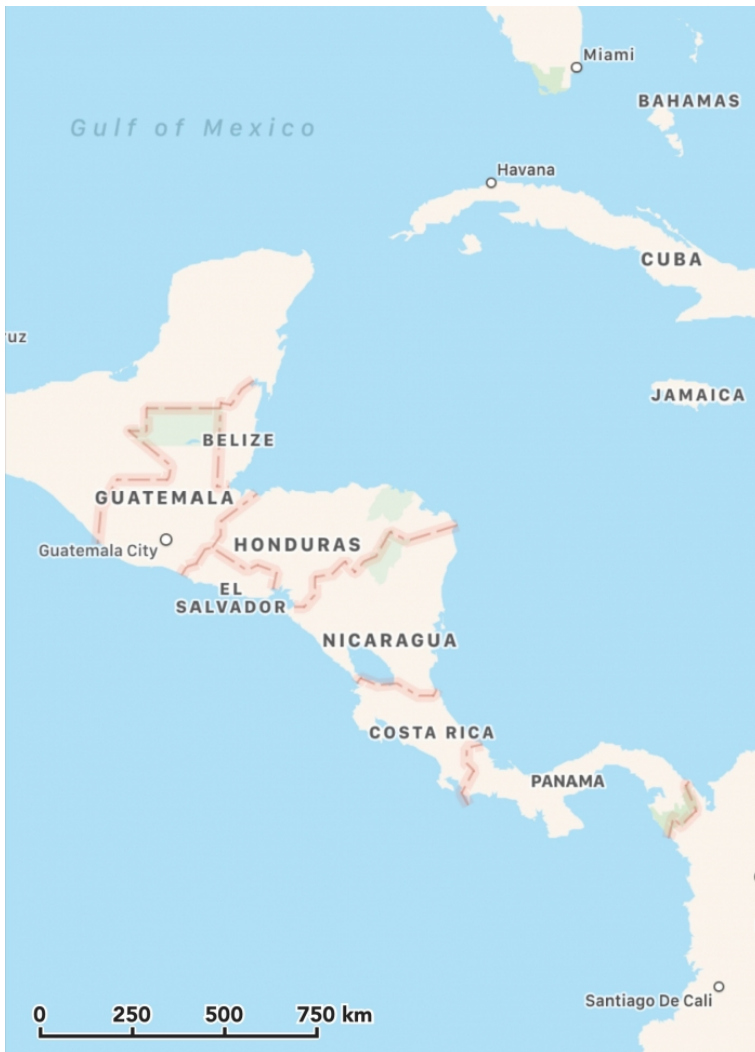 Miami
BAHAMAS
Gulf of Mexico
Havana
CUBA
uz
JAMAICA
BELIZE
GUATEMALA
Guatemala City
HONDURAS
EL
SALVADOR
NICARAGUA
COSTA RICA
PANAMA
Santiago De Cali
0 250 500 750 km